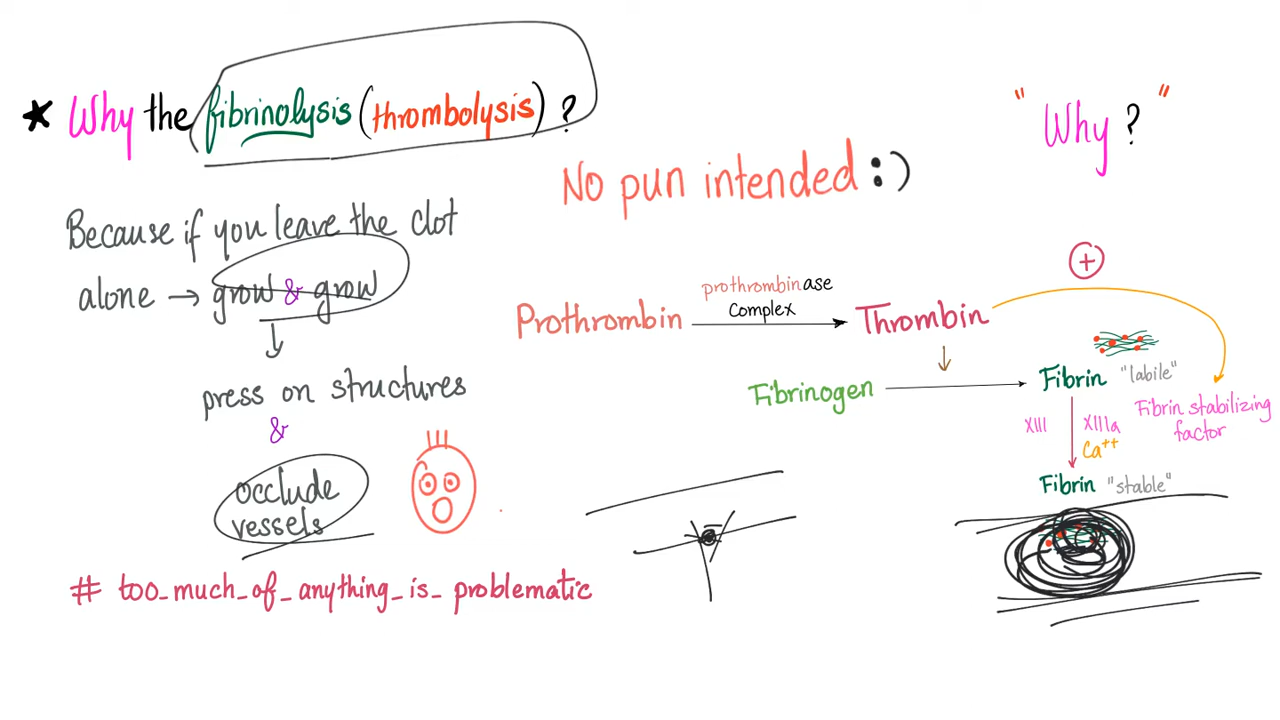 ★ Why the fibrinolysis (thrombolysis) ?
" Why ? "
No pun intended :)
Because if you leave the clot
alone → grow & grow
press on structures
&
occlude
vessels
# too_much_of_anything_is_problematic
prothrombinase
Complex
Prothrombin
Thrombin
+
Fibrinogen
Fibrin "labile"
Fibrin stabilizing
factor
XIII
XIIIa
Ca++
Fibrin "stable"